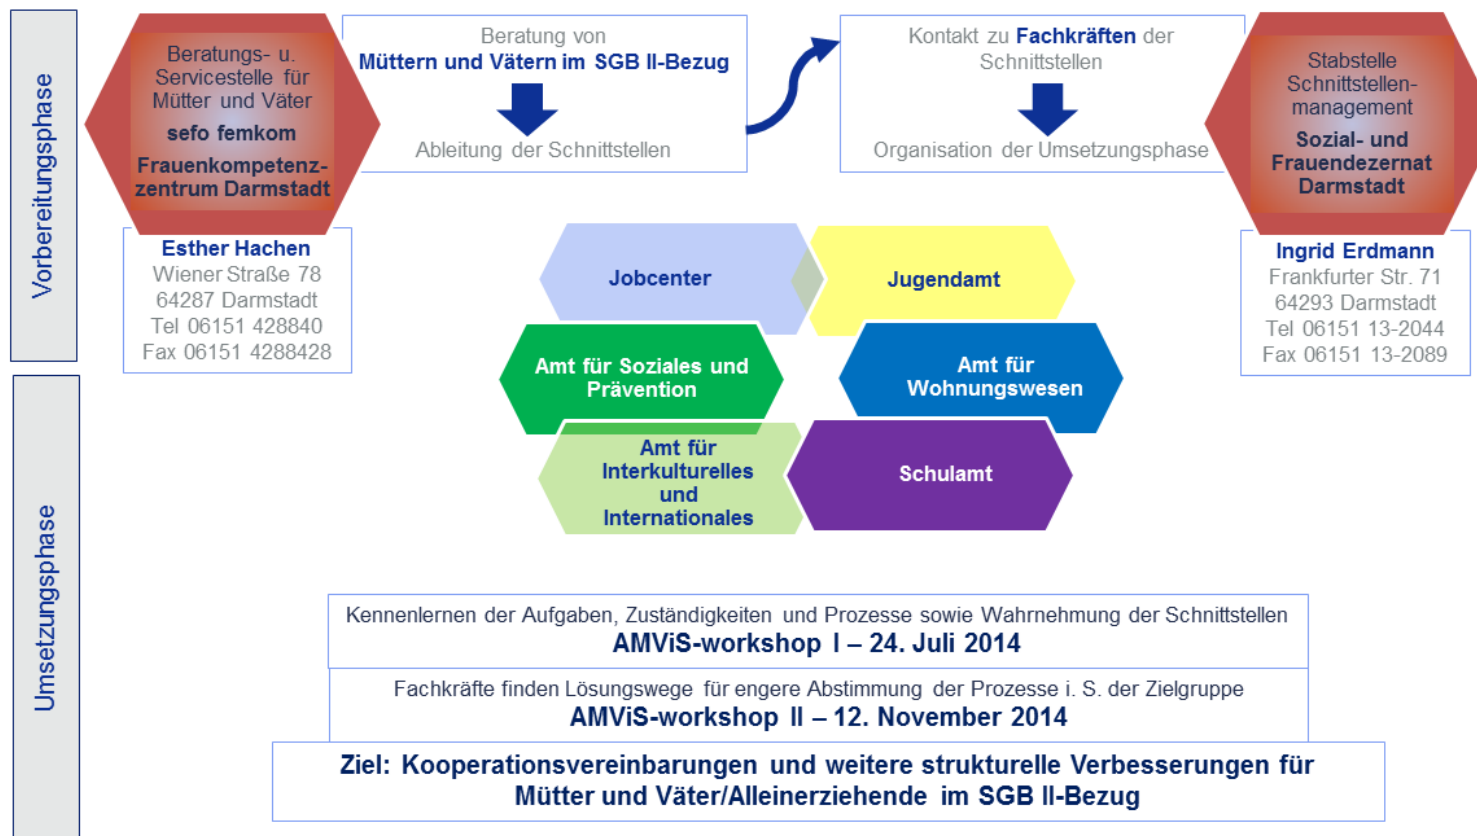 Vorbereitungsphase
Beratungs- u.
Servicestelle für
Mütter und Väter
sefo femkom
Frauenkompetenz-
zentrum Darmstadt
Beratung von
Müttern und Vätern im SGB II-Bezug
Ableitung der Schnittstellen
Kontakt zu Fachkräften der
Schnittstellen
Organisation der Umsetzungsphase
Stabstelle
Schnittstellen-
management
Sozial- und
Frauendezernat
Darmstadt
Esther Hachen
Wiener Straße 78
64287 Darmstadt
Tel 06151 428840
Fax 06151 4288428
Ingrid Erdmann
Frankfurter Str. 71
64293 Darmstadt
Tel 06151 13-2044
Fax 06151 13-2089
Jobcenter
Jugendamt
Amt für Soziales und
Prävention
Amt für
Wohnungswesen
Amt für
Interkulturelles
und
Internationales
Schulamt
Umsetzungsphase
Kennenlernen der Aufgaben, Zuständigkeiten und Prozesse sowie Wahrnehmung der Schnittstellen
AMViS-workshop I – 24. Juli 2014
Fachkräfte finden Lösungswege für engere Abstimmung der Prozesse i. S. der Zielgruppe
AMViS-workshop II – 12. November 2014
Ziel: Kooperationsvereinbarungen und weitere strukturelle Verbesserungen für
Mütter und Väter/Alleinerziehende im SGB II-Bezug